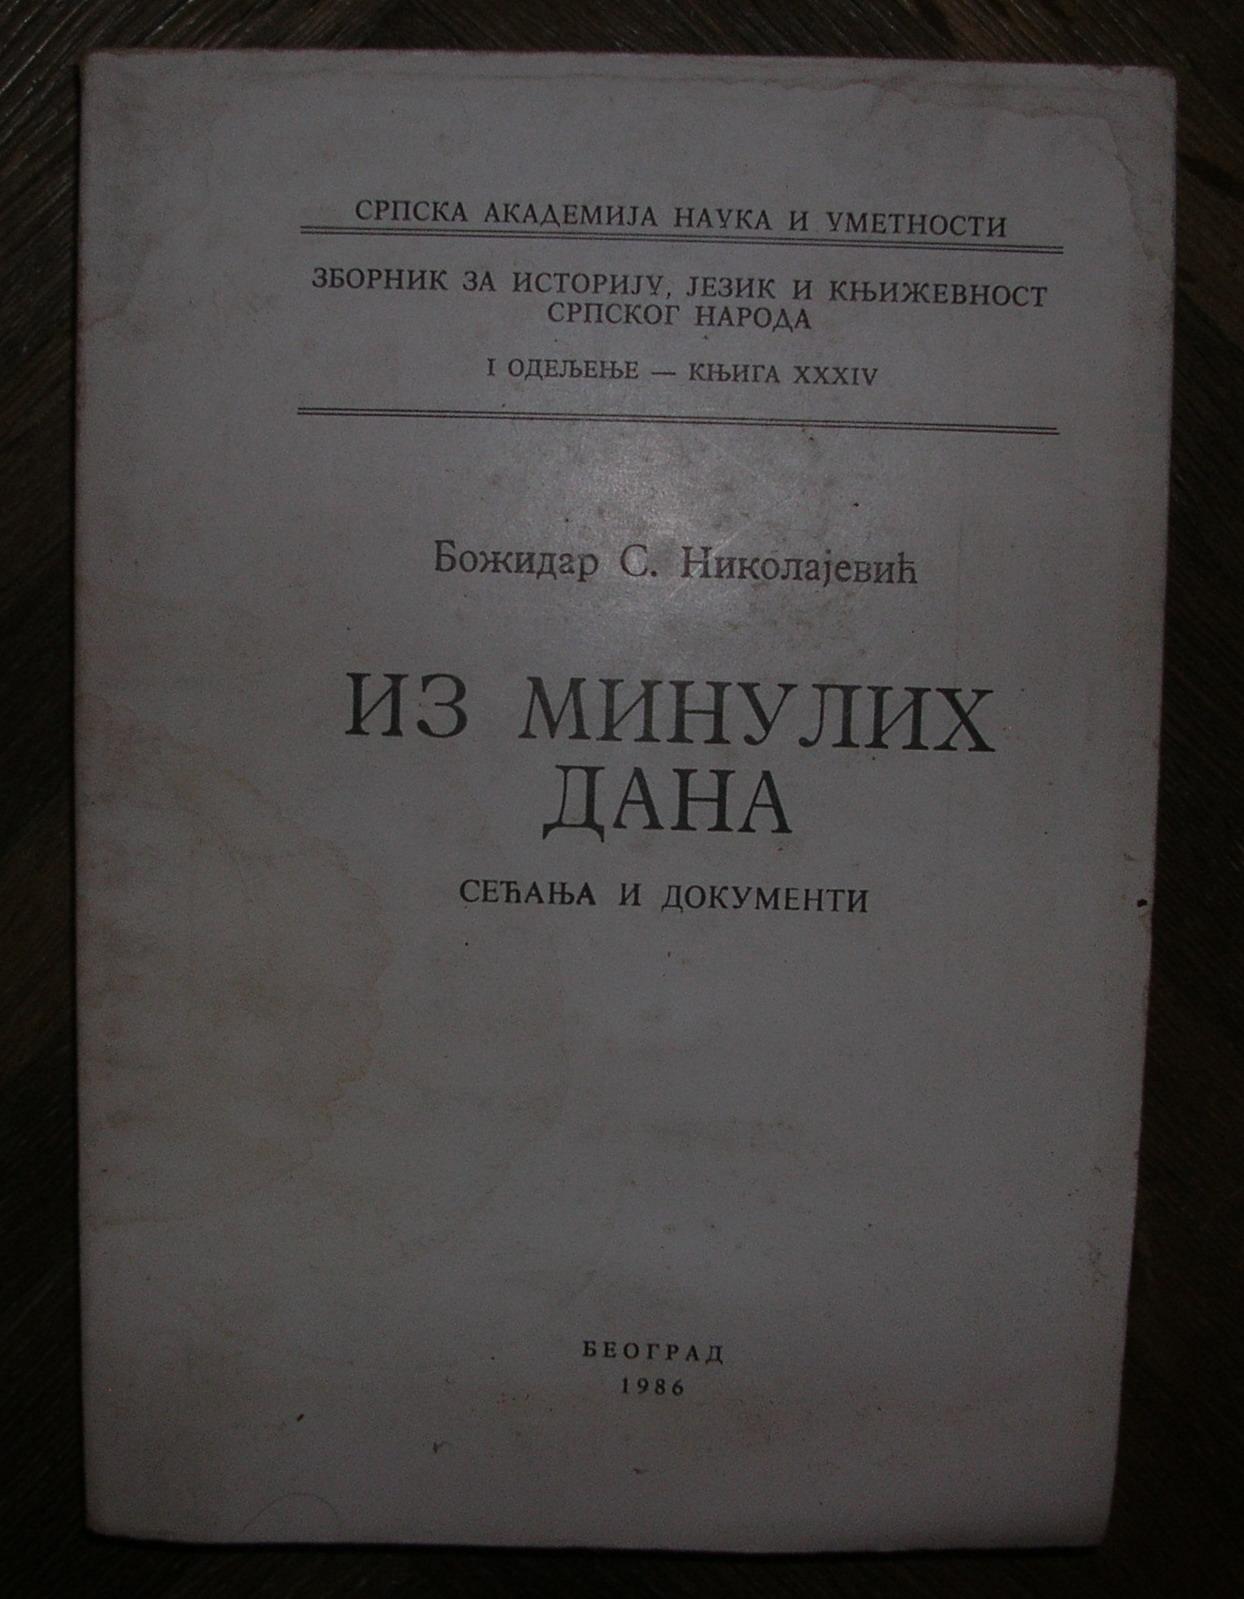 СРПСКА АКАДЕМИЈА НАУКА И УМЕТНОСТИ
ЗБОРНИК ЗА ИСТОРИЈУ, ЈЕЗИК И КЊИЖЕВНОСТ
СРПСКОГ НАРОДА
I ОДЕЉЕЊЕ — КЊИГА XXXIV
Божидар С. Николајевић
ИЗ МИНУЛИХ
ДАНА
СЕЋАЊА И ДОКУМЕНТИ
БЕОГРАД
1986